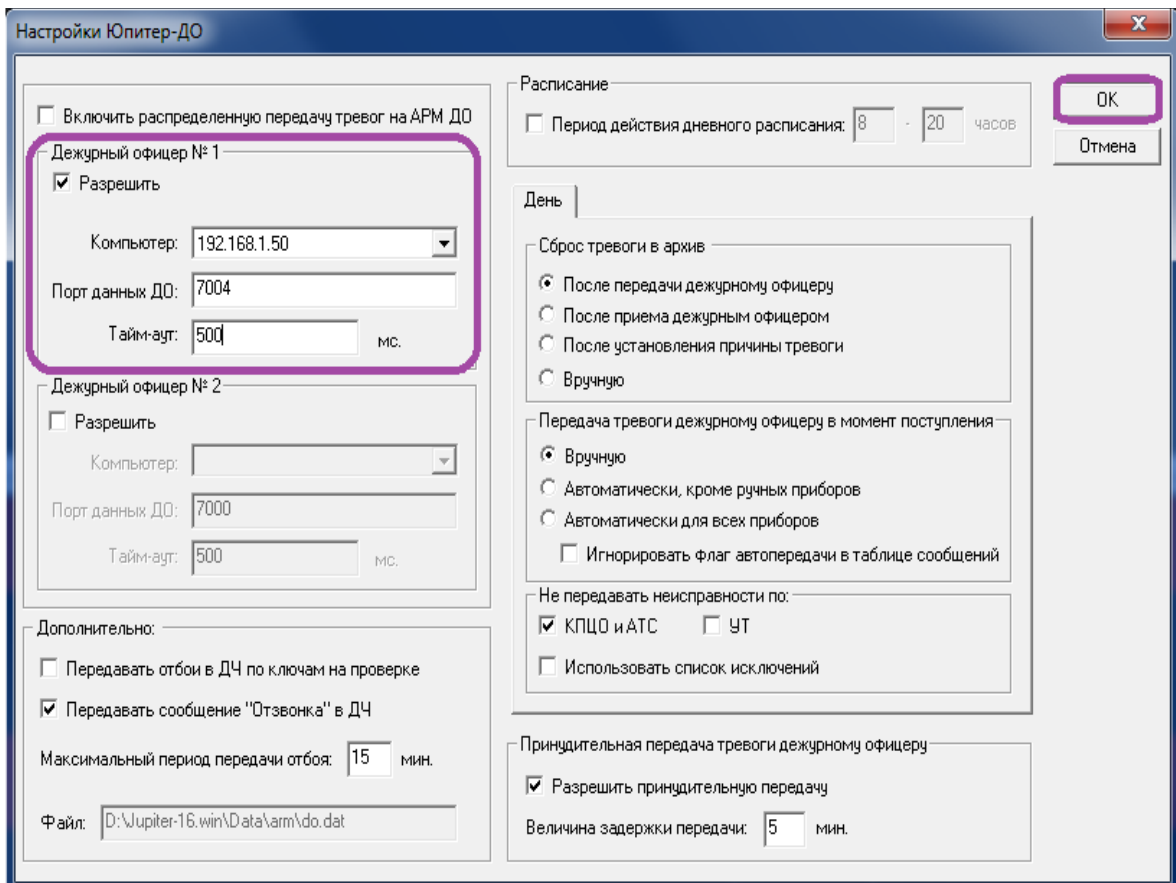 Настройки Юпитер-ДО
Включить распределенную передачу тревог на АРМ ДО
Дежурный офицер № 1
Разрешить
Компьютер: 192.168.1.50
Порт данных ДО: 7004
Тайм-аут: 500 мс.
Дежурный офицер № 2
Разрешить
Компьютер:
Порт данных ДО: 7000
Тайм-аут: 500 мс.
Дополнительно:
Передавать отбои в ДЧ по ключам на проверке
Передавать сообщение "Отзвонка" в ДЧ
Максимальный период передачи отбоя: 15 мин.
Файл: D:\Jupiter-16.win\Data\arm\do.dat
Расписание
Период действия дневного расписания: 8 - 20 часов
День
Сброс тревоги в архив
После передачи дежурному офицеру
После приема дежурным офицером
После установления причины тревоги
Вручную
Передача тревоги дежурному офицеру в момент поступления
Вручную
Автоматически, кроме ручных приборов
Автоматически для всех приборов
Игнорировать флаг автопередачи в таблице сообщений
Не передавать неисправности по:
КПЦО и АТС УТ
Использовать список исключений
Принудительная передача тревоги дежурному офицеру
Разрешить принудительную передачу
Величина задержки передачи: 5 мин.
OK
Отмена